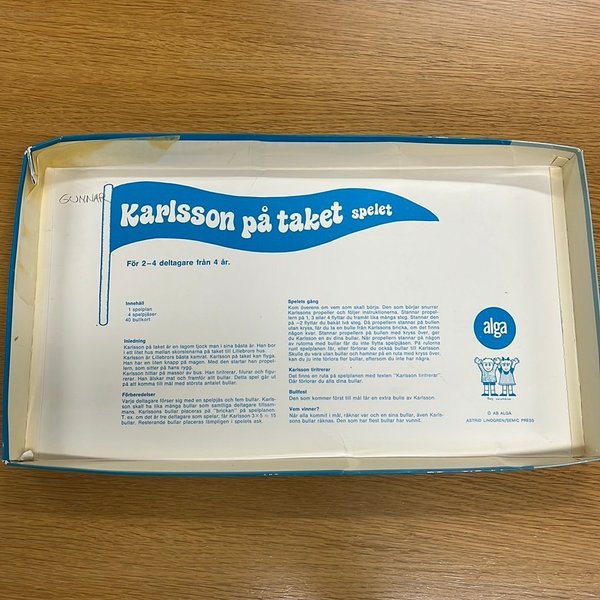 GUNNAR
Karlsson på taket spelet
För 2–4 deltagare från 4 år.
Innehåll
1 spelplan
4 spelpjäser
40 bullkort
Inledning
Karlsson på taket är en lagom tjock man i sina bästa år. Han bor
i ett litet hus mellan skorstenarna på taket till Lillebrors hus.
Karlsson är Lillebrors bästa kamrat. Karlsson på taket kan flyga.
Han har en liten knapp på magen. Med den startar han propel-
lern, som sitter på hans rygg.
Karlsson hittar på massor av bus. Han tirriterar, filurar och figu-
rerar. Han älskar mat och framför allt bullar. Detta spel går ut
på att komma till mål med största antalet bullar.
Förberedelser
Varje deltagare förser sig med en spelpjäs och fem bullar. Karls-
son skall ha lika många bullar som samtliga deltagare tillsam-
mans. Karlssons bullar placeras på "brickan" på spelplanen.
T. ex. om det är tre deltagare som spelar, får Karlsson 3×5 = 15
bullar. Resterande bullar placeras lämpligen i spelets ask.
Spelets gång
Kom överens om vem som skall börja. Den som börjar snurrar
Karlssons propeller och följer instruktionerna. Stannar propel-
lern på 1, 3 eller 4 flyttar du framåt lika många steg. Stannar den
på –2 flyttar du bakåt två steg. Då propellern stannar på bullen
utan kryss, får du ta en bulle från Karlssons bricka, om det finns
någon kvar. Stannar propellern på bullen med kryss över, ger
du Karlsson en av dina bullar. När propellern stannar på någon
av rutorna med bullar får du inte flytta spelpjäsen. På rutorna
runt spelplanen får, eller förlorar du också bullar till Karlsson.
Skulle du vara utan bullar och hamnar på en ruta med kryss över,
kan du ju inte förlora fler bullar, eftersom du inte har några.
Karlsson tirriterar
Det finns en ruta på spelplanen med texten "Karlsson tirriterar".
Där förlorar du alla dina bullar.
Bullfest
Den som kommer först till mål får en extra bulle av Karlsson.
Vem vinner?
När alla kommit i mål, räknar var och en sina bullar, även Karls-
sons bullar räknas. Den som har flest bullar har vunnit.
alga
© AB ALGA
ASTRID LINDGREN/SEMIC PRESS